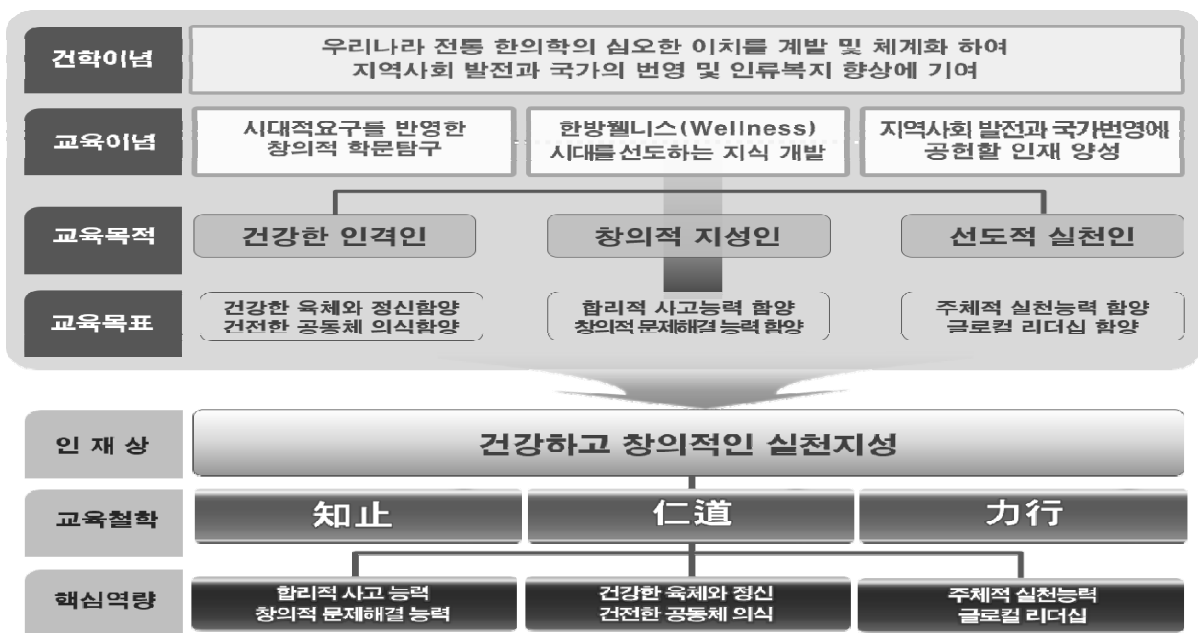 건학이념
우리나라 전통 한의학의 심오한 이치를 계발 및 체계화 하여
지역사회 발전과 국가의 번영 및 인류복지 향상에 기여
교육이념
시대적요구를 반영한
창의적 학문탐구
한방웰니스(Wellness)
시대를 선도하는 지식 개발
지역사회 발전과 국가번영에
공헌할 인재 양성
교육목적
건강한 인격인
창의적 지성인
선도적 실천인
교육목표
건강한 육체와 정신함양
건전한 공동체 의식함양
합리적 사고능력 함양
창의적 문제해결 능력 함양
주체적 실천능력 함양
글로컬 리더십 함양
인 재 상
건강하고 창의적인 실천지성
교육철학
知止
仁道
力行
핵심역량
합리적 사고 능력
창의적 문제해결 능력
건강한 육체와 정신
건전한 공동체 의식
주체적 실천능력
글로컬 리더십